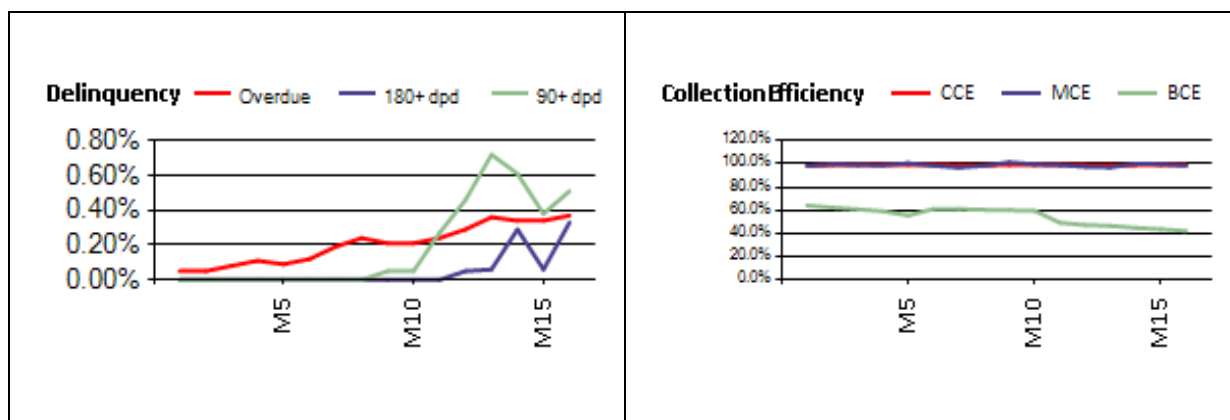 Delinquency Overdue 180+ dpd 90+ dpd
0.80%
0.60%
0.40%
0.20%
0.00%
M5
M10
M15
Collection Efficiency CCE MCE BCE
120.0%
100.0%
80.0%
60.0%
40.0%
20.0%
0.0%
M5
M10
M15